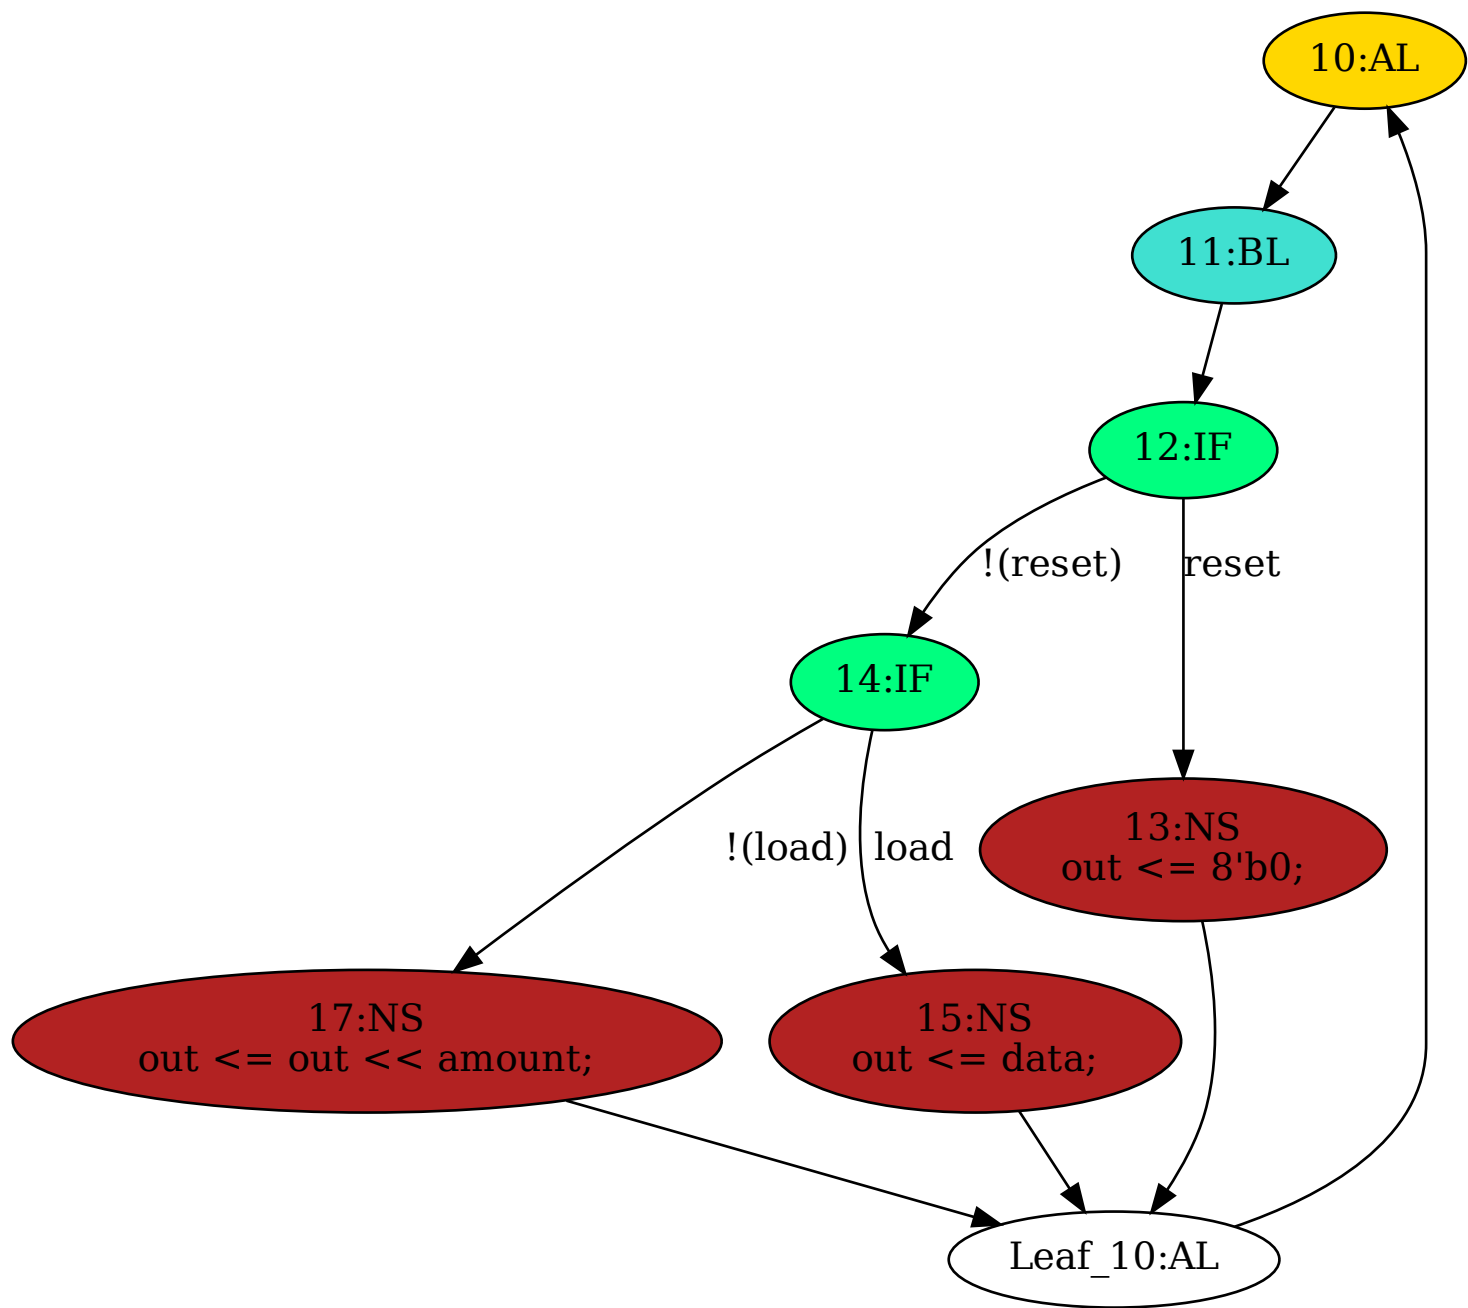 10:AL
11:BL
12:IF
!(reset)
reset
14:IF
!(load)
load
13:NS
out <= 8'b0;
17:NS
out <= out << amount;
15:NS
out <= data;
Leaf_10:AL